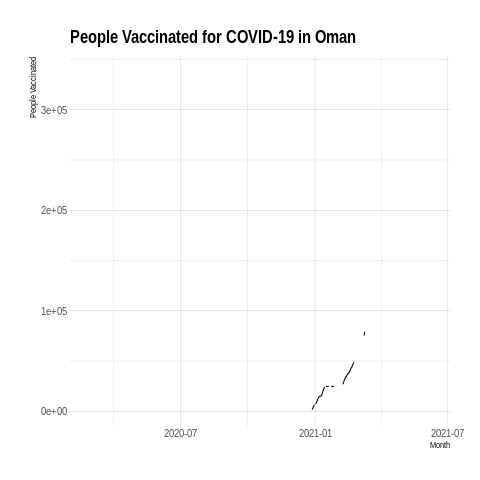 People Vaccinated for COVID-19 in Oman
People Vaccinated
3e+05
2e+05
1e+05
0e+00
2020-07
2021-01
2021-07
Month